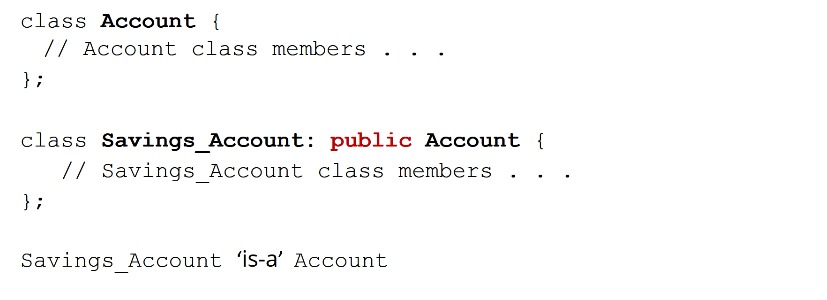 class Account {
// Account class members . . .
};
class Savings_Account: public Account {
// Savings_Account class members . . .
};
Savings_Account ‘is-a’ Account